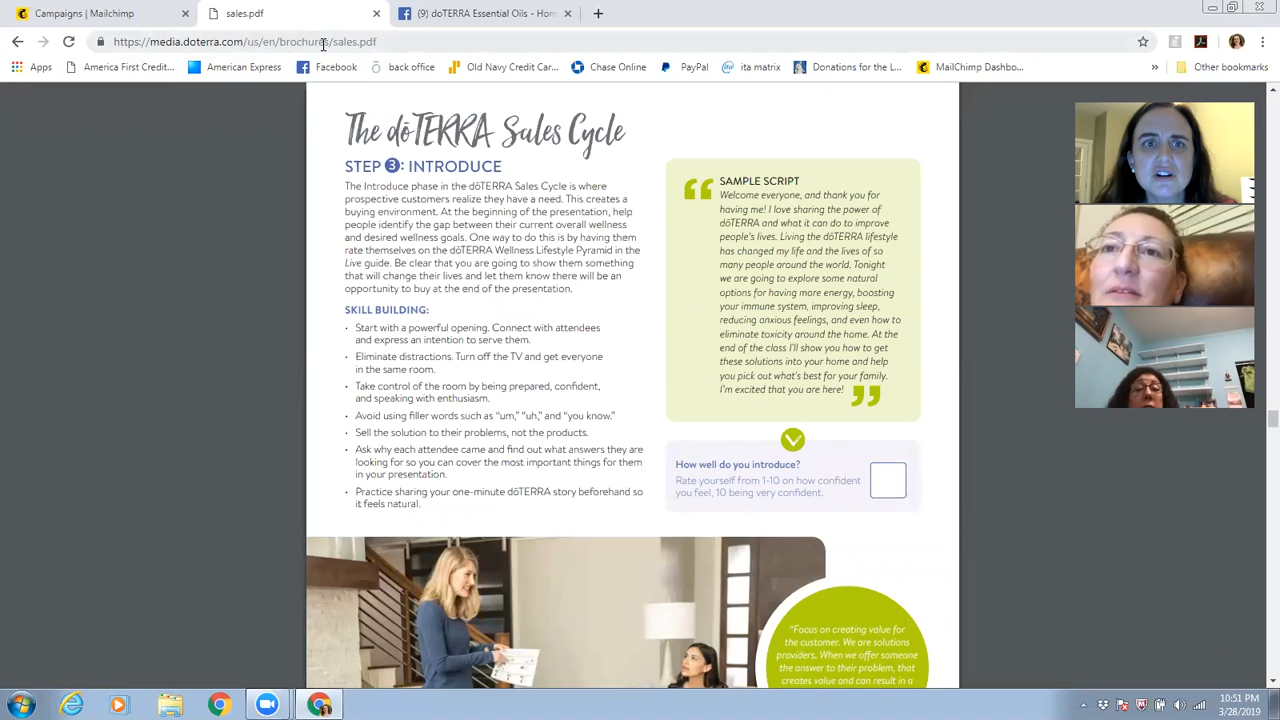 Campaigns | Mailchimp
sales.pdf
(9) doTERRA Essential Oils - Hom
https://media.doterra.com/us/en/brochures/sales.pdf
Apps
America First Credit...
American Express
Facebook
back office
Old Navy Credit Car...
Chase Online
PayPal
ita matrix
Donations for the L...
MailChimp Dashbo...
»
Other bookmarks
The dōTERRA Sales Cycle
STEP 3: INTRODUCE
The Introduce phase in the dōTERRA Sales Cycle is where
prospective customers realize they have a need. This creates a
buying environment. At the beginning of the presentation, help
people identify the gap between their current overall wellness
and desired wellness goals. One way to do this is by having them
rate themselves on the dōTERRA Wellness Lifestyle Pyramid in the
Live guide. Be clear that you are going to show them something
that will change their lives and let them know there will be an
opportunity to buy at the end of the presentation.
SKILL BUILDING:
• Start with a powerful opening. Connect with attendees
and express an intention to serve them.
• Eliminate distractions. Turn off the TV and get everyone
in the same room.
• Take control of the room by being prepared, confident,
and speaking with enthusiasm.
• Avoid using filler words such as “um,” “uh,” and “you know.”
• Sell the solution to their problems, not the products.
• Ask why each attendee came and find out what answers they are
looking for so you can cover the most important things for them
in your presentation.
• Practice sharing your one-minute dōTERRA story beforehand so
it feels natural.
“
SAMPLE SCRIPT
Welcome everyone, and thank you for
having me! I love sharing the power of
dōTERRA and what it can do to improve
people's lives. Living the dōTERRA lifestyle
has changed my life and the lives of so
many people around the world. Tonight
we are going to explore some natural
options for having more energy, boosting
your immune system, improving sleep,
reducing anxious feelings, and even how to
eliminate toxicity around the home. At the
end of the class I'll show you how to get
these solutions into your home and help
you pick out what's best for your family.
I'm excited that you are here! ”
How well do you introduce?
Rate yourself from 1-10 on how confident
you feel, 10 being very confident.
“Focus on creating value for
the customer. We are solutions
providers. When we offer someone
the answer to their problem, that
creates value and can result in a
10:51 PM
3/28/2019